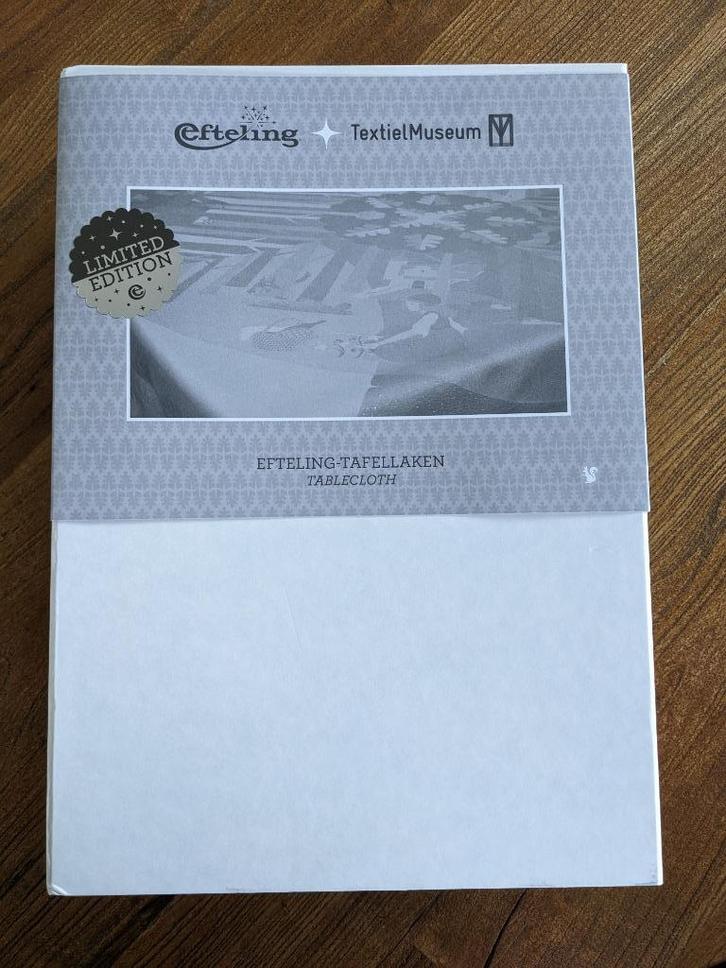 efteling TextielMuseum
LIMITED
EDITION
e
EFTELING-TAFELLAKEN
TABLECLOTH